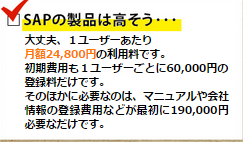 SAPの製品は高そう・・・
大丈夫、１ユーザーあたり
月額24,800円の利用料です。
初期費用も１ユーザーごとに60,000円の
登録料だけです。
そのほかに必要なのは、マニュアルや会社
情報の登録費用などが最初に190,000円
必要なだけです。